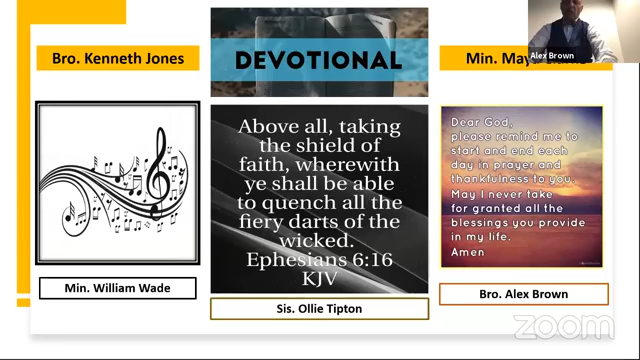 Bro. Kenneth Jones
DEVOTIONAL
Min. May
Alex Brown
Above all, taking
the shield of
faith, wherewith
ye shall be able
to quench all the
fiery darts of the
wicked.
Ephesians 6:16
KJV
Dear God,
please remind me to
start and end each
day in prayer and
thankfulness to you.
May I never take
for granted all the
blessings you provide
in my life.
Amen
Min. William Wade
Sis. Ollie Tipton
Bro. Alex Brown
zoom